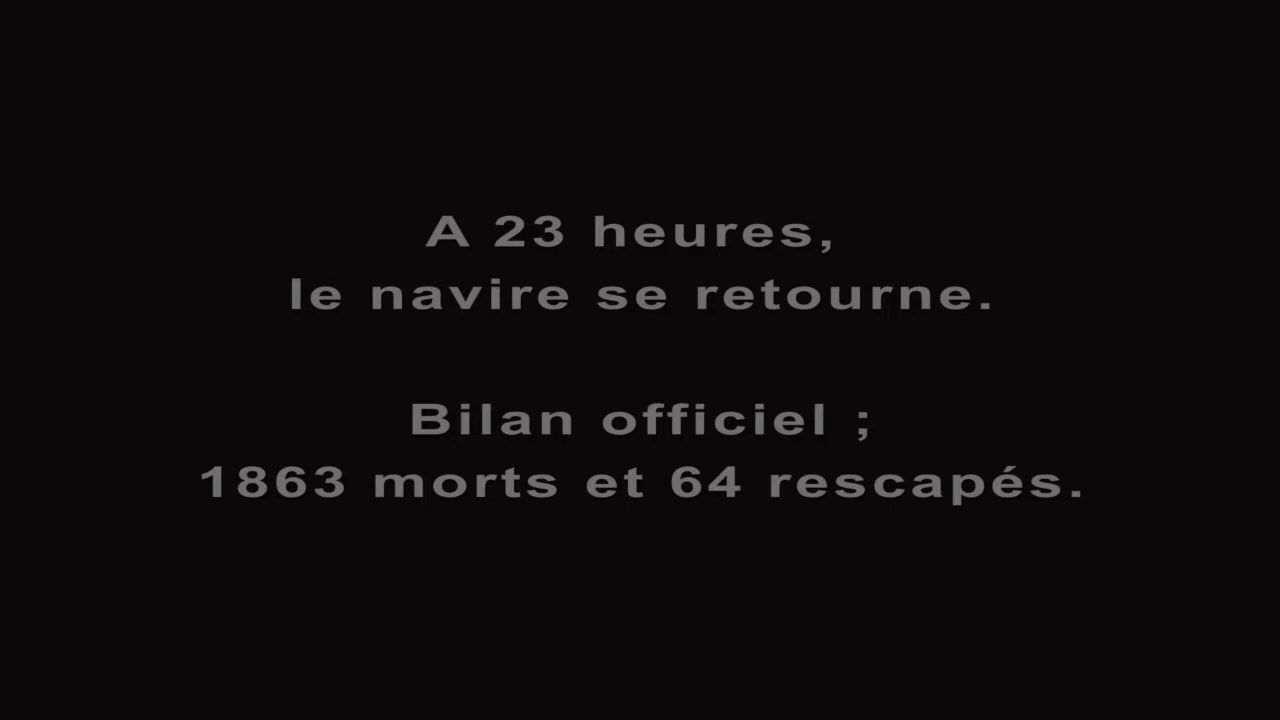 A 23 heures,
le navire se retourne.
Bilan officiel ;
1863 morts et 64 rescapés.